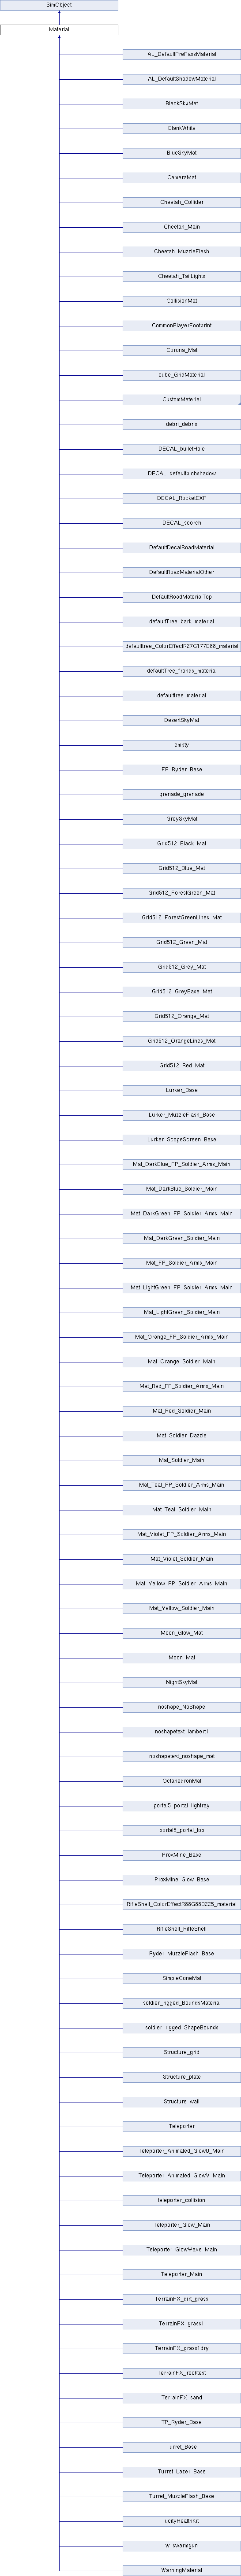 SimObject
Material
AL_DefaultPrePassMaterial
AL_DefaultShadowMaterial
BlackSkyMat
BlankWhite
BlueSkyMat
CameraMat
Cheetah_Collider
Cheetah_Main
Cheetah_MuzzleFlash
Cheetah_TailLights
CollisionMat
CommonPlayerFootprint
Corona_Mat
cube_GridMaterial
CustomMaterial
debri_debris
DECAL_bulletHole
DECAL_defaultblobshadow
DECAL_RocketEXP
DECAL_scorch
DefaultDecalRoadMaterial
DefaultRoadMaterialOther
DefaultRoadMaterialTop
defaultTree_bark_material
defaulttree_ColorEffectR27G177B88_material
defaultTree_fronds_material
defaulttree_material
DesertSkyMat
empty
FP_Ryder_Base
grenade_grenade
GreySkyMat
Grid512_Black_Mat
Grid512_Blue_Mat
Grid512_ForestGreen_Mat
Grid512_ForestGreenLines_Mat
Grid512_Green_Mat
Grid512_Grey_Mat
Grid512_GreyBase_Mat
Grid512_Orange_Mat
Grid512_OrangeLines_Mat
Grid512_Red_Mat
Lurker_Base
Lurker_MuzzleFlash_Base
Lurker_ScopeScreen_Base
Mat_DarkBlue_FP_Soldier_Arms_Main
Mat_DarkBlue_Soldier_Main
Mat_DarkGreen_FP_Soldier_Arms_Main
Mat_DarkGreen_Soldier_Main
Mat_FP_Soldier_Arms_Main
Mat_LightGreen_FP_Soldier_Arms_Main
Mat_LightGreen_Soldier_Main
Mat_Orange_FP_Soldier_Arms_Main
Mat_Orange_Soldier_Main
Mat_Red_FP_Soldier_Arms_Main
Mat_Red_Soldier_Main
Mat_Soldier_Dazzle
Mat_Soldier_Main
Mat_Teal_FP_Soldier_Arms_Main
Mat_Teal_Soldier_Main
Mat_Violet_FP_Soldier_Arms_Main
Mat_Violet_Soldier_Main
Mat_Yellow_FP_Soldier_Arms_Main
Mat_Yellow_Soldier_Main
Moon_Glow_Mat
Moon_Mat
NightSkyMat
noshape_NoShape
noshapetext_lambert1
noshapetext_noshape_mat
OctahedronMat
portal5_portal_lightray
portal5_portal_top
ProxMine_Base
ProxMine_Glow_Base
RifleShell_ColorEffectR88G88B225_material
RifleShell_RifleShell
Ryder_MuzzleFlash_Base
SimpleConeMat
soldier_rigged_BoundsMaterial
soldier_rigged_ShapeBounds
Structure_grid
Structure_plate
Structure_wall
Teleporter
Teleporter_Animated_GlowU_Main
Teleporter_Animated_GlowV_Main
teleporter_collision
Teleporter_Glow_Main
Teleporter_GlowWave_Main
Teleporter_Main
TerrainFX_dirt_grass
TerrainFX_grass1
TerrainFX_grass1dry
TerrainFX_rocktest
TerrainFX_sand
TP_Ryder_Base
Turret_Base
Turret_Lazer_Base
Turret_MuzzleFlash_Base
ucityHealthKit
w_swarmgun
WarningMaterial